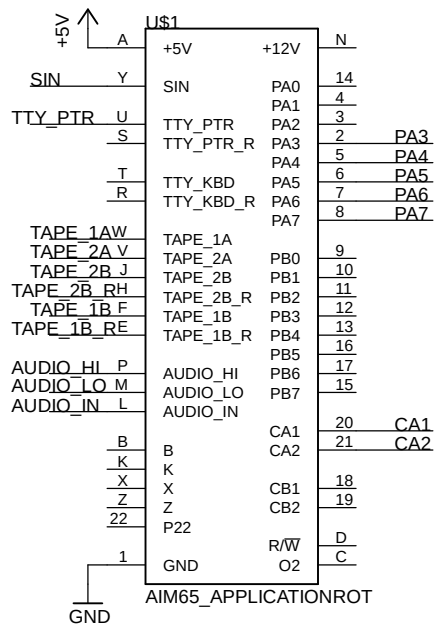 U$1
+5V
A +5V +12V N
SIN Y SIN PA0 14
PA1 4
TTY_PTR U TTY_PTR PA2 3
S TTY_PTR_R PA3 2 PA3
PA4 5 PA4
T TTY_KBD PA5 6 PA5
R TTY_KBD_R PA6 7 PA6
PA7 8 PA7
TAPE_1A W TAPE_1A
TAPE_2A V TAPE_2A PB0 9
TAPE_2B J TAPE_2B PB1 10
TAPE_2B_R H TAPE_2B_R PB2 11
TAPE_1B F TAPE_1B PB3 12
TAPE_1B_R E TAPE_1B_R PB4 13
PB5 16
AUDIO_HI P AUDIO_HI PB6 17
AUDIO_LO M AUDIO_LO PB7 15
AUDIO_IN L AUDIO_IN
CA1 20 CA1
B B CA2 21 CA2
K K
X X CB1 18
Z Z CB2 19
22 P22
R/W D
1 GND O2 C
GND
AIM65_APPLICATIONROT